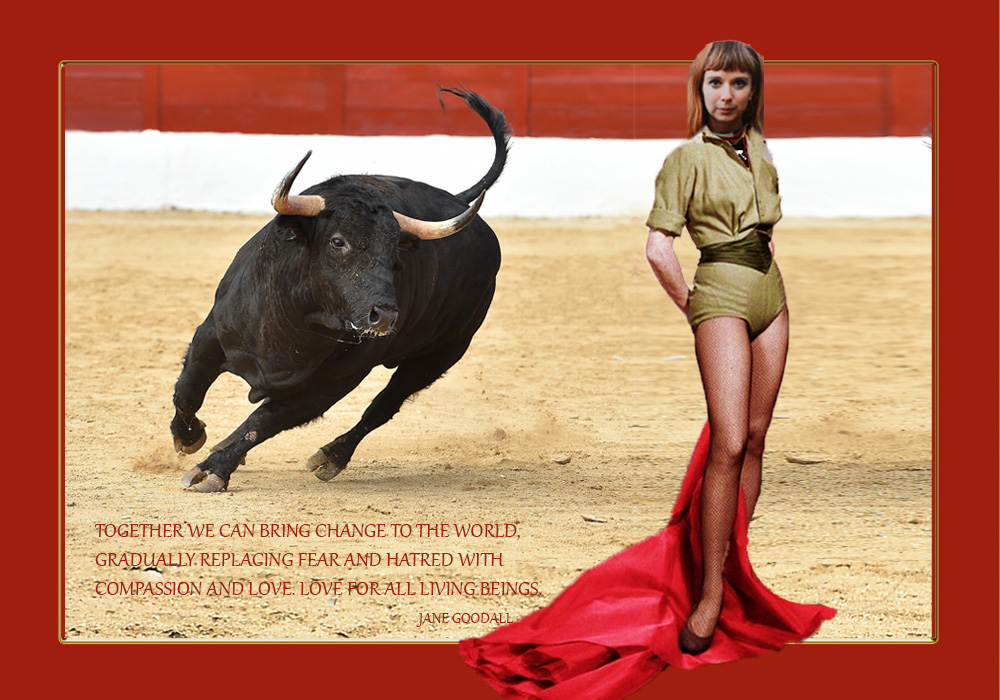 TOGETHER WE CAN BRING CHANGE TO THE WORLD,
GRADUALLY REPLACING FEAR AND HATRED WITH
COMPASSION AND LOVE. LOVE FOR ALL LIVING BEINGS.
JANE GOODALL